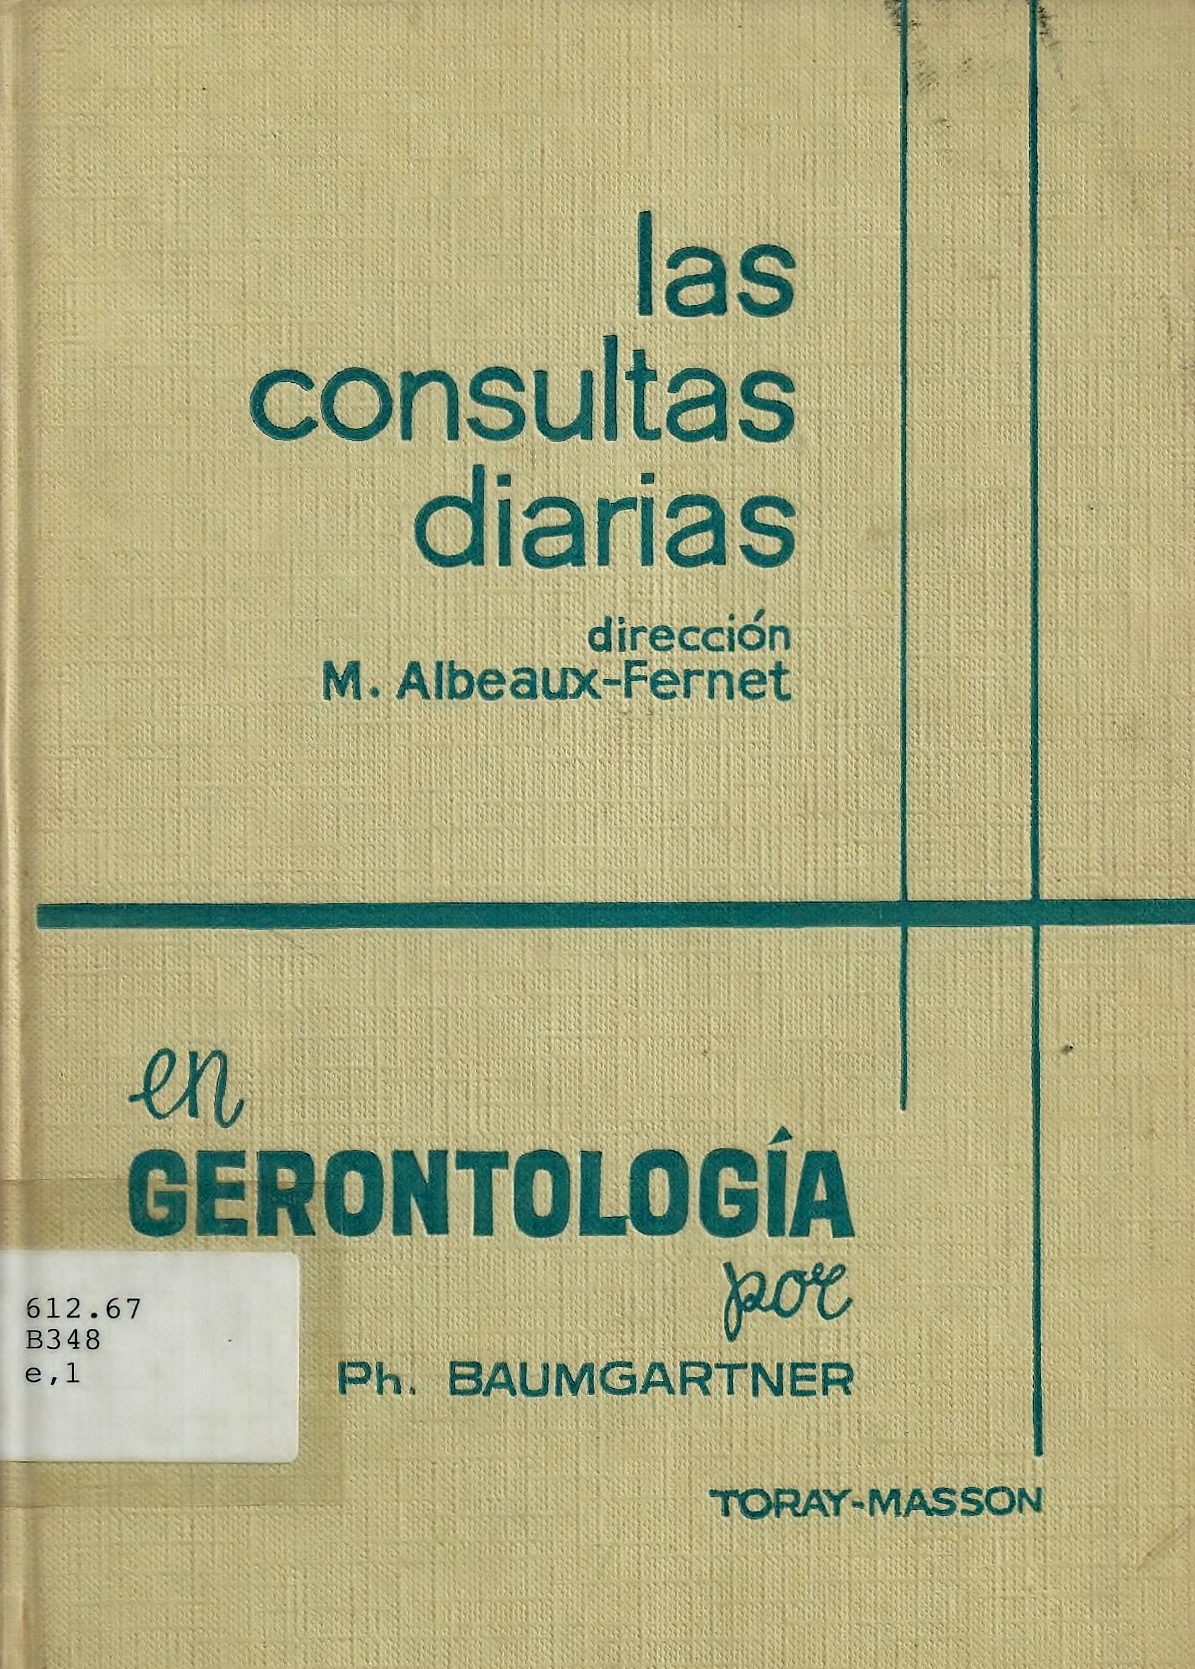 las
consultas
diarias
dirección
M. Albeaux-Fernet
en
GERONTOLOGÍA
por
Ph. BAUMGARTNER
612.67
B348
e,1
TORAY-MASSON